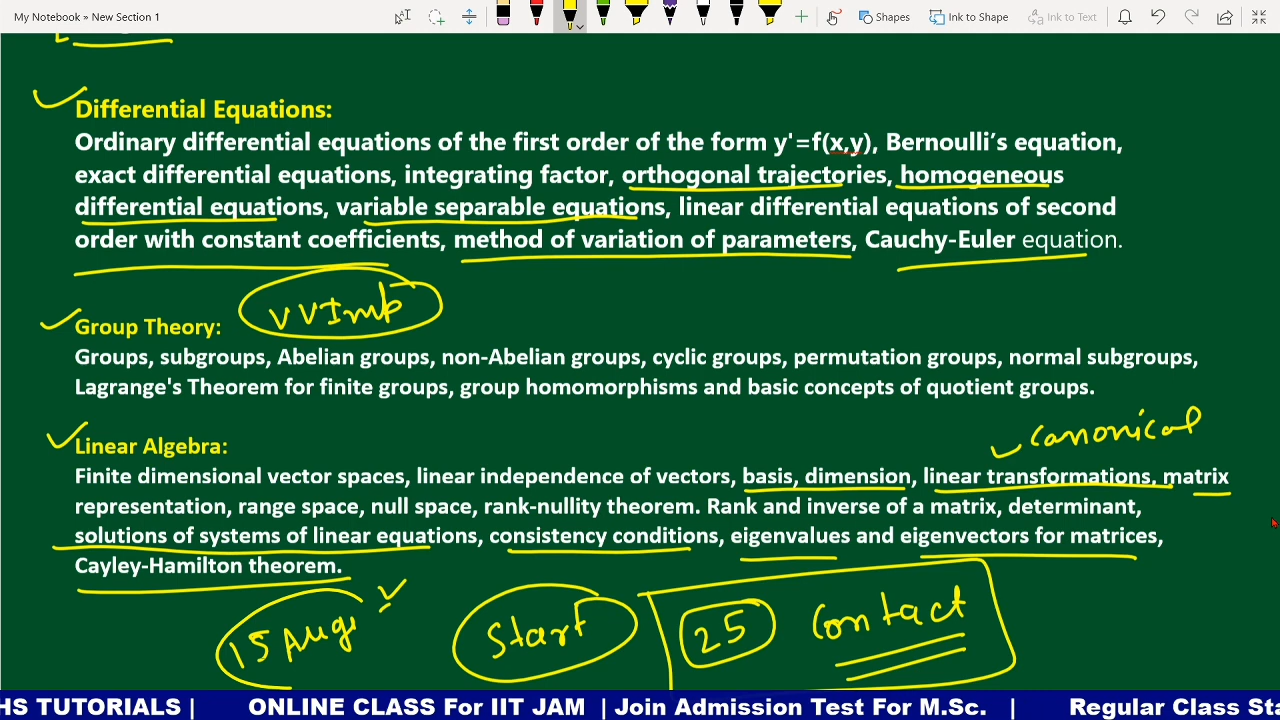 My Notebook » New Section 1
Shapes
Ink to Shape
Ink to Text
Differential Equations:
Ordinary differential equations of the first order of the form y'=f(x,y), Bernoulli’s equation,
exact differential equations, integrating factor, orthogonal trajectories, homogeneous
differential equations, variable separable equations, linear differential equations of second
order with constant coefficients, method of variation of parameters, Cauchy-Euler equation.
VVImp
Group Theory:
Groups, subgroups, Abelian groups, non-Abelian groups, cyclic groups, permutation groups, normal subgroups,
Lagrange's Theorem for finite groups, group homomorphisms and basic concepts of quotient groups.
canonical
Linear Algebra:
Finite dimensional vector spaces, linear independence of vectors, basis, dimension, linear transformations, matrix
representation, range space, null space, rank-nullity theorem. Rank and inverse of a matrix, determinant,
solutions of systems of linear equations, consistency conditions, eigenvalues and eigenvectors for matrices,
Cayley-Hamilton theorem.
15 Aug Start 25 Contact
HS TUTORIALS | ONLINE CLASS For IIT JAM | Join Admission Test For M.Sc. | Regular Class Sta